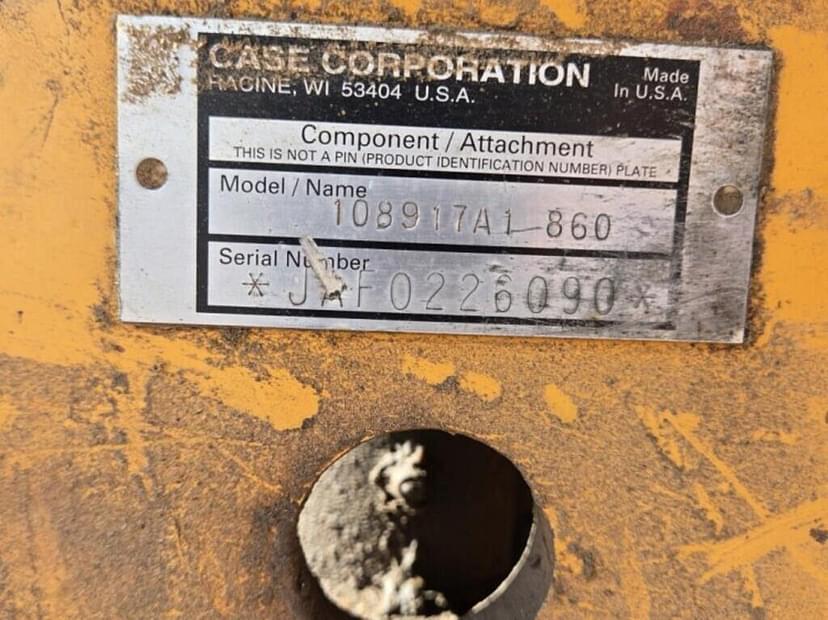 CASE CORPORATION
RACINE, WI 53404 U.S.A.
Made
In U.S.A.
Component / Attachment
THIS IS NOT A PIN (PRODUCT IDENTIFICATION NUMBER) PLATE
Model / Name
108917A1-860
Serial Number
*JAF0226090*